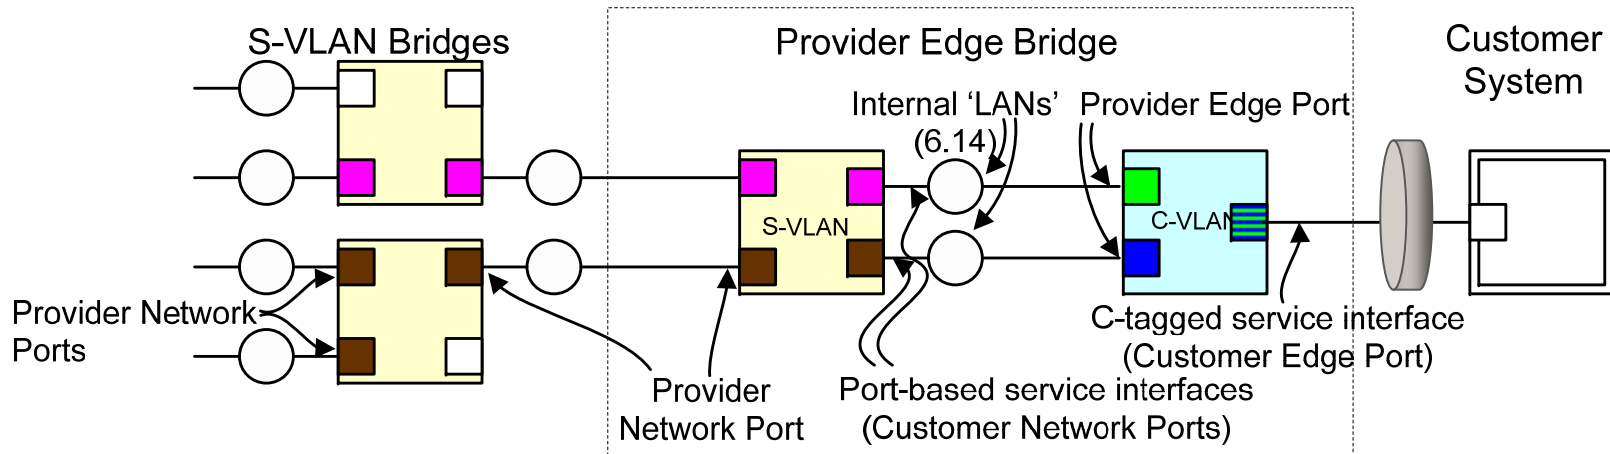 S-VLAN Bridges
Provider Edge Bridge
Customer
System
Internal ‘LANs’
(6.14)
Provider Edge Port
S-VLAN
C-VLAN
Provider Network
Ports
C-tagged service interface
(Customer Edge Port)
Provider
Network Port
Port-based service interfaces
(Customer Network Ports)